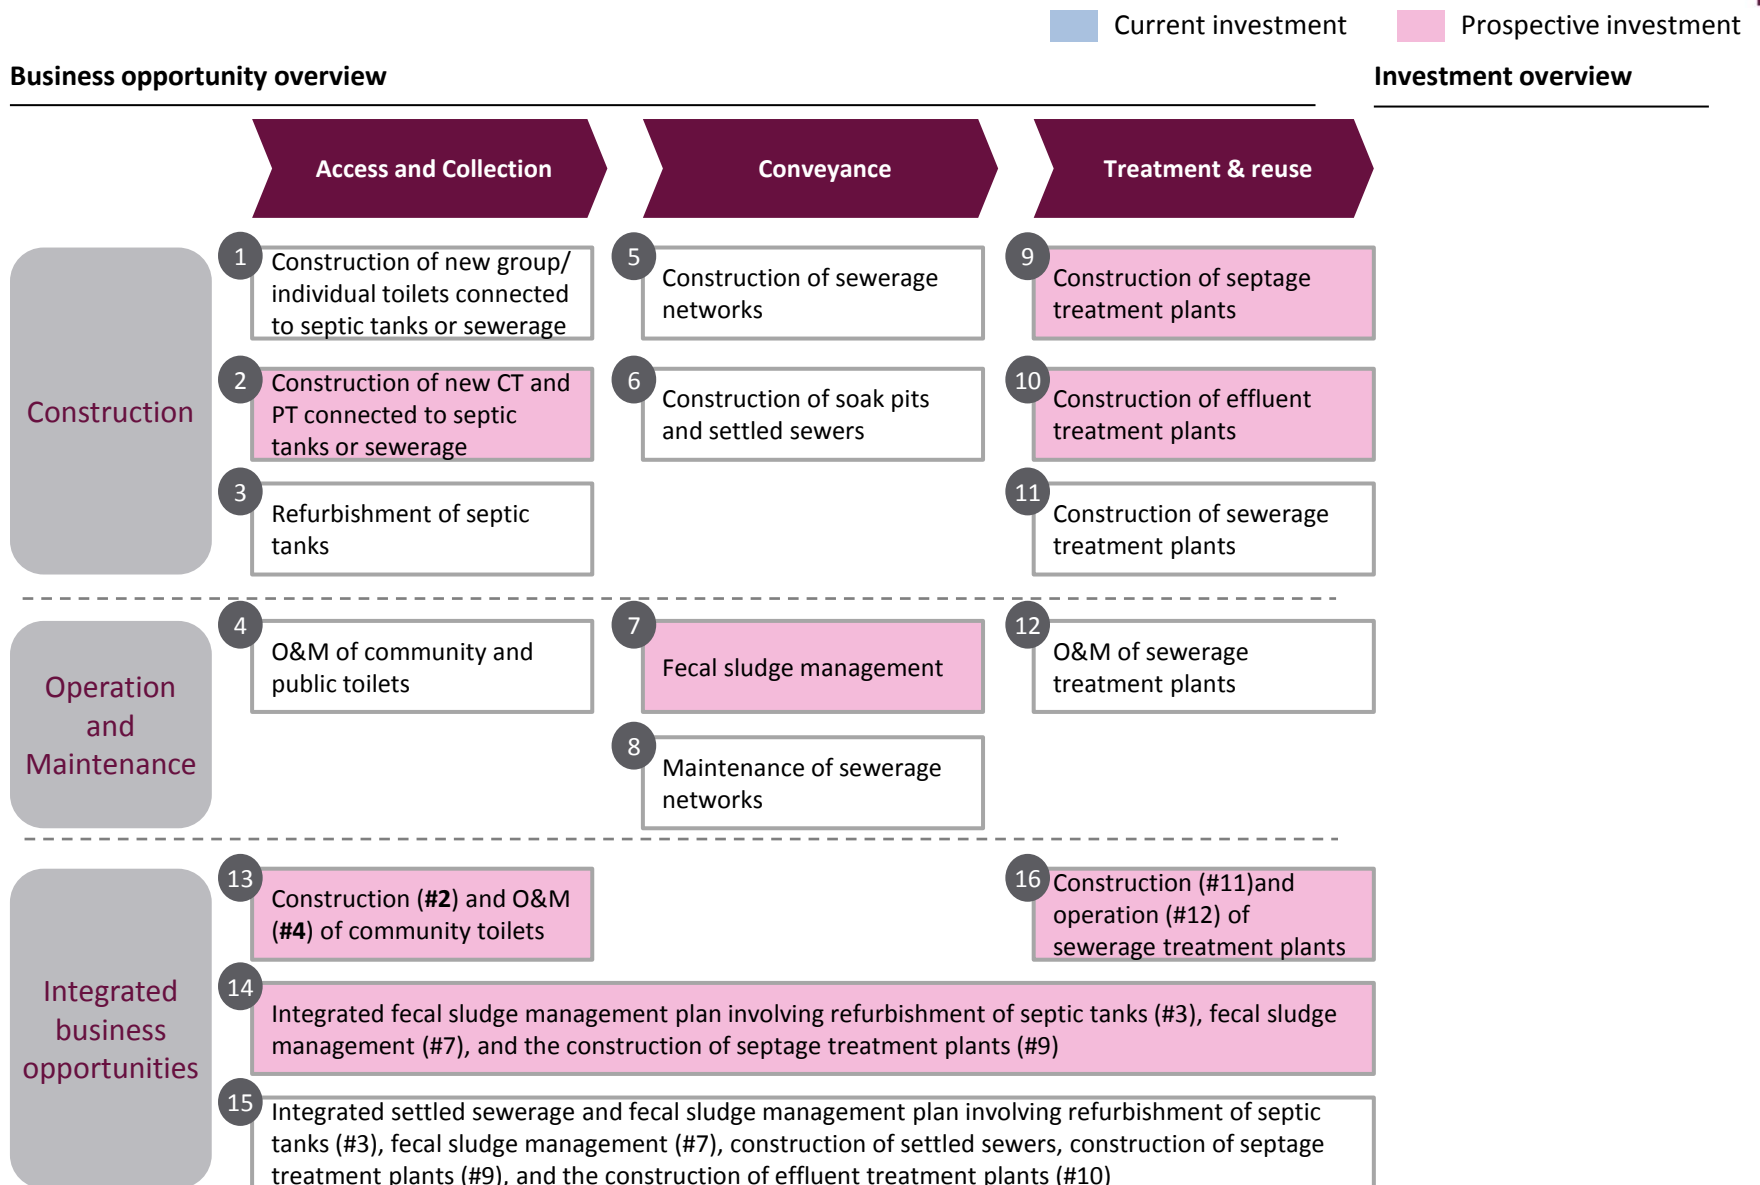 Current investment
Prospective investment
Business opportunity overview
Investment overview
Access and Collection
Conveyance
Treatment & reuse
Construction
1
Construction of new group/
individual toilets connected
to septic tanks or sewerage
5
Construction of sewerage
networks
9
Construction of septage
treatment plants
2
Construction of new CT and
PT connected to septic
tanks or sewerage
6
Construction of soak pits
and settled sewers
10
Construction of effluent
treatment plants
3
Refurbishment of septic
tanks
11
Construction of sewerage
treatment plants
Operation
and
Maintenance
4
O&M of community and
public toilets
7
Fecal sludge management
12
O&M of sewerage
treatment plants
8
Maintenance of sewerage
networks
Integrated
business
opportunities
13
Construction (#2) and O&M
(#4) of community toilets
16
Construction (#11)and
operation (#12) of
sewerage treatment plants
14
Integrated fecal sludge management plan involving refurbishment of septic tanks (#3), fecal sludge
management (#7), and the construction of septage treatment plants (#9)
15
Integrated settled sewerage and fecal sludge management plan involving refurbishment of septic
tanks (#3), fecal sludge management (#7), construction of settled sewers, construction of septage
treatment plants (#9), and the construction of effluent treatment plants (#10)